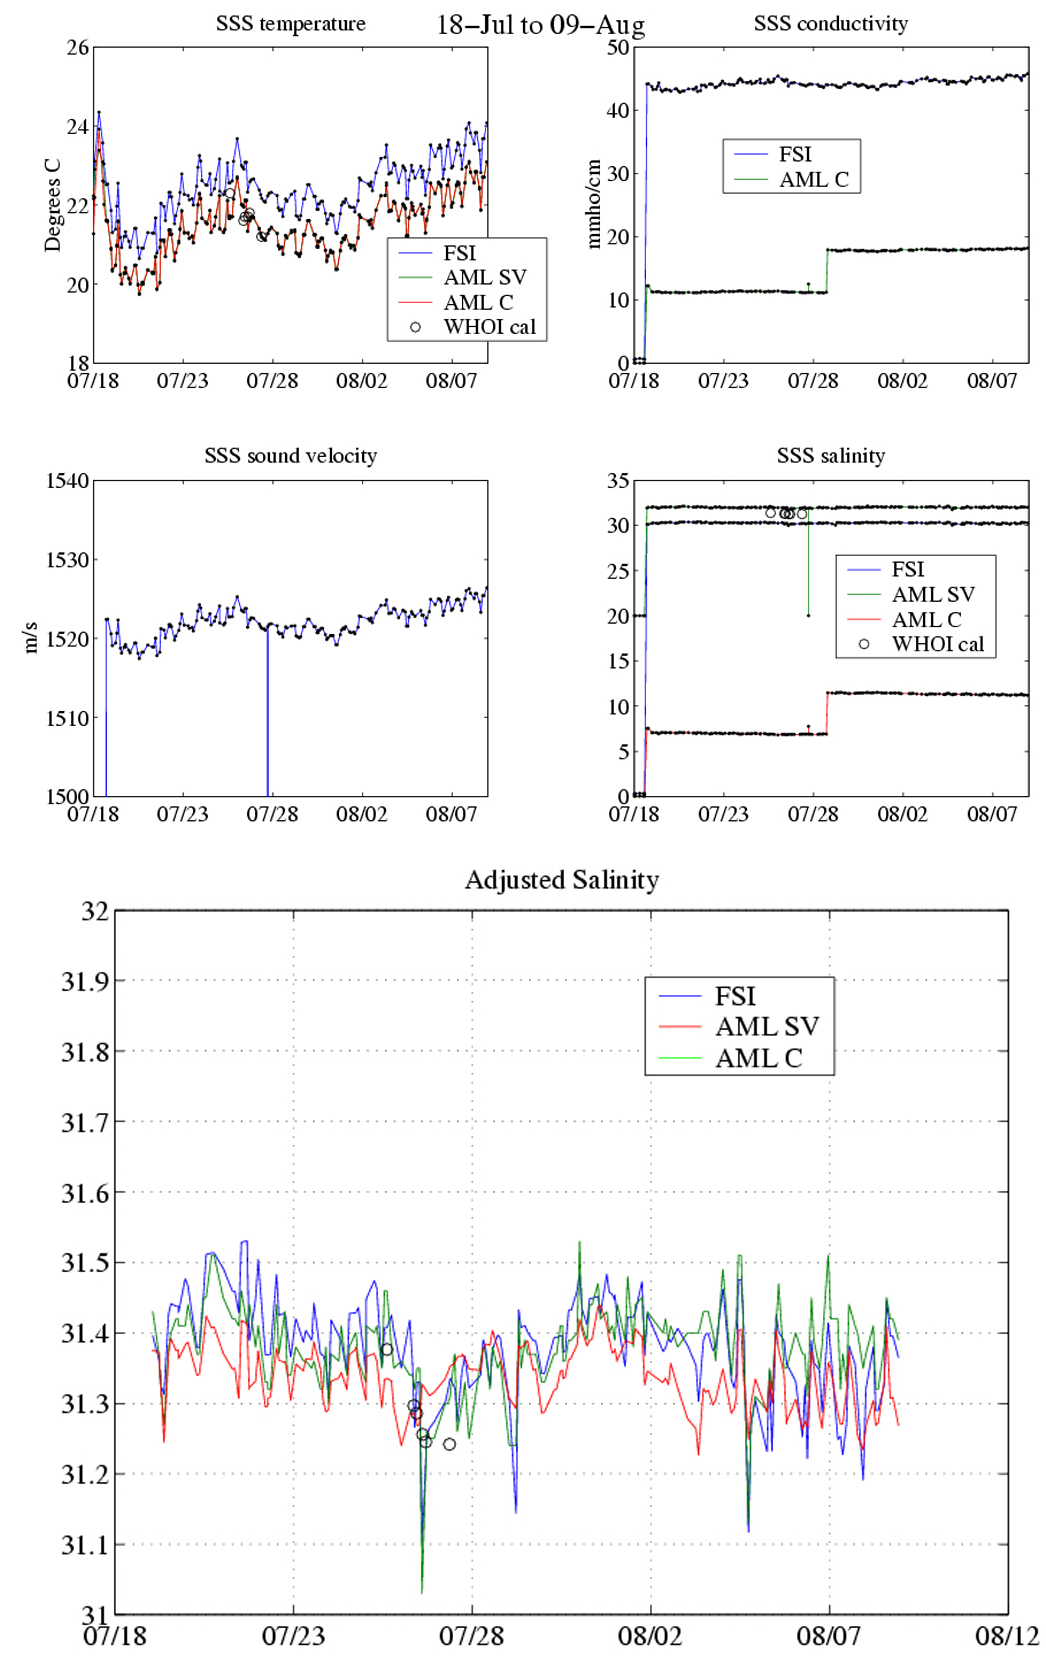 18-Jul to 09-Aug
SSS temperature
Degrees C
26
24
22
20
18
07/18 07/23 07/28 08/02 08/07
FSI
AML SV
AML C
WHOI cal
SSS conductivity
mmho/cm
50
40
30
20
10
0
07/18 07/23 07/28 08/02 08/07
FSI
AML C
SSS sound velocity
m/s
1540
1530
1520
1510
1500
07/18 07/23 07/28 08/02 08/07
SSS salinity
35
30
25
20
15
10
5
0
07/18 07/23 07/28 08/02 08/07
FSI
AML SV
AML C
WHOI cal
Adjusted Salinity
32
31.9
31.8
31.7
31.6
31.5
31.4
31.3
31.2
31.1
31
07/18 07/23 07/28 08/02 08/07 08/12
FSI
AML SV
AML C